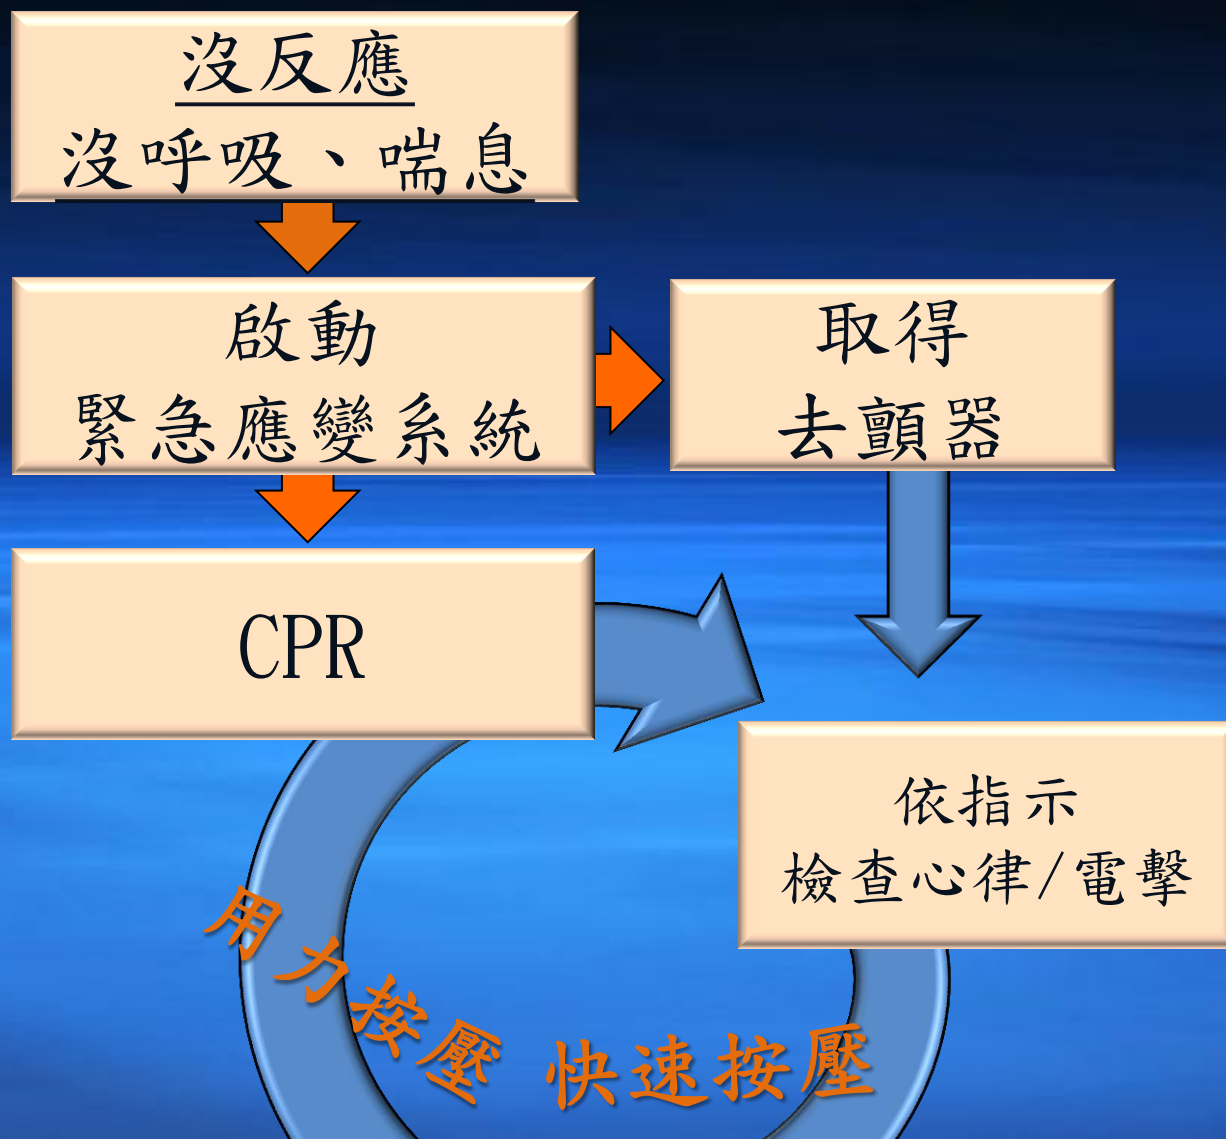 沒反應
沒呼吸、喘息
啟動
緊急應變系統
取得
去顫器
CPR
依指示
檢查心律/電擊
用力按壓 快速按壓